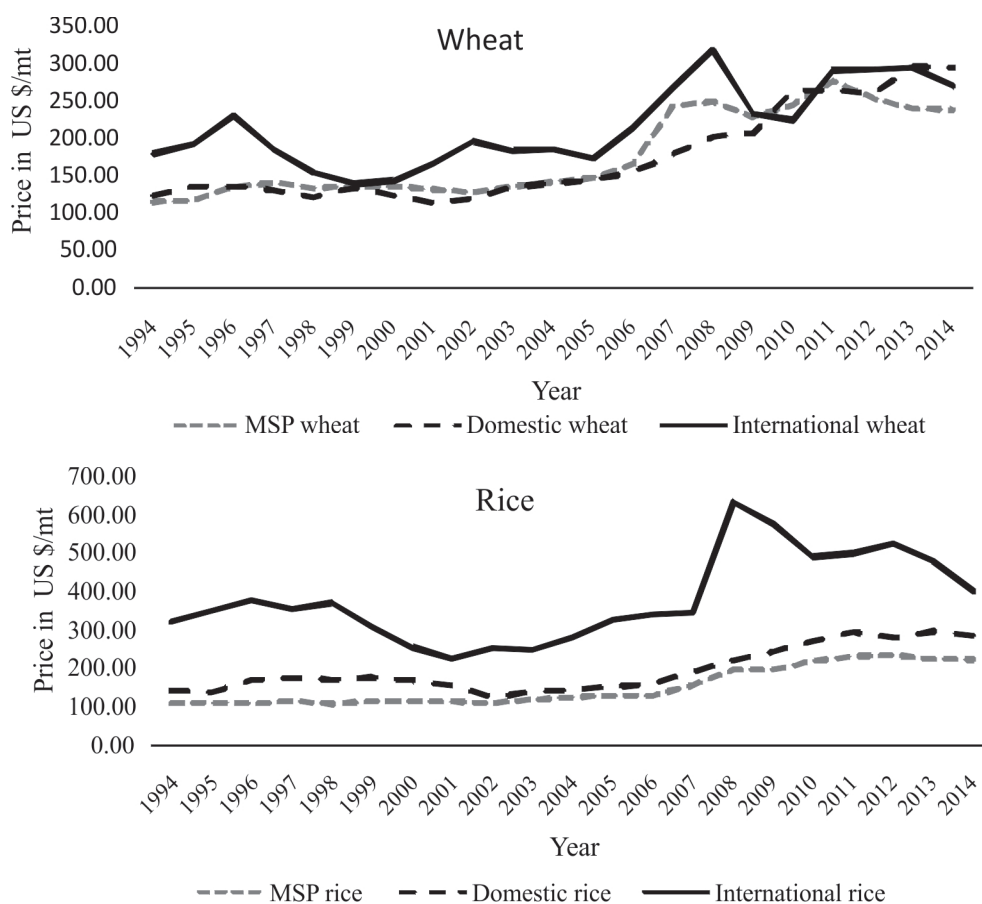 Wheat
Price in US $/mt
350.00
300.00
250.00
200.00
150.00
100.00
50.00
0.00
1994 1995 1996 1997 1998 1999 2000 2001 2002 2003 2004 2005 2006 2007 2008 2009 2010 2011 2012 2013 2014
Year
MSP wheat Domestic wheat International wheat
Rice
Price in US $/mt
700.00
600.00
500.00
400.00
300.00
200.00
100.00
0.00
1994 1995 1996 1997 1998 1999 2000 2001 2002 2003 2004 2005 2006 2007 2008 2009 2010 2011 2012 2013 2014
Year
MSP rice Domestic rice International rice